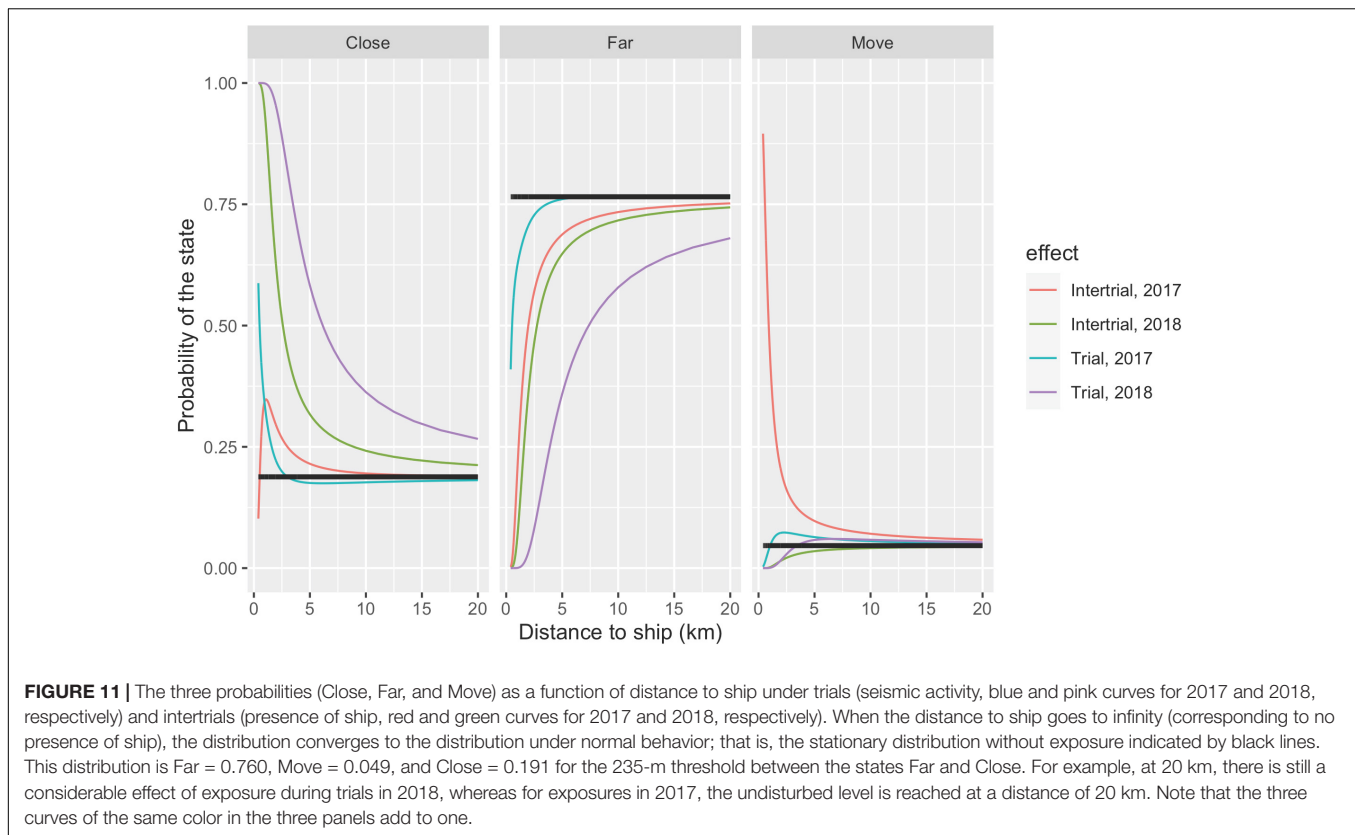 Close Far Move
1.00
0.75
0.50
0.25
0.00
Probability of the state
0 5 10 15 20 0 5 10 15 20 0 5 10 15 20
Distance to ship (km)
effect
Intertrial, 2017
Intertrial, 2018
Trial, 2017
Trial, 2018
FIGURE 11 | The three probabilities (Close, Far, and Move) as a function of distance to ship under trials (seismic activity, blue and pink curves for 2017 and 2018,
respectively) and intertrials (presence of ship, red and green curves for 2017 and 2018, respectively). When the distance to ship goes to infinity (corresponding to no
presence of ship), the distribution converges to the distribution under normal behavior; that is, the stationary distribution without exposure indicated by black lines.
This distribution is Far = 0.760, Move = 0.049, and Close = 0.191 for the 235-m threshold between the states Far and Close. For example, at 20 km, there is still a
considerable effect of exposure during trials in 2018, whereas for exposures in 2017, the undisturbed level is reached at a distance of 20 km. Note that the three
curves of the same color in the three panels add to one.